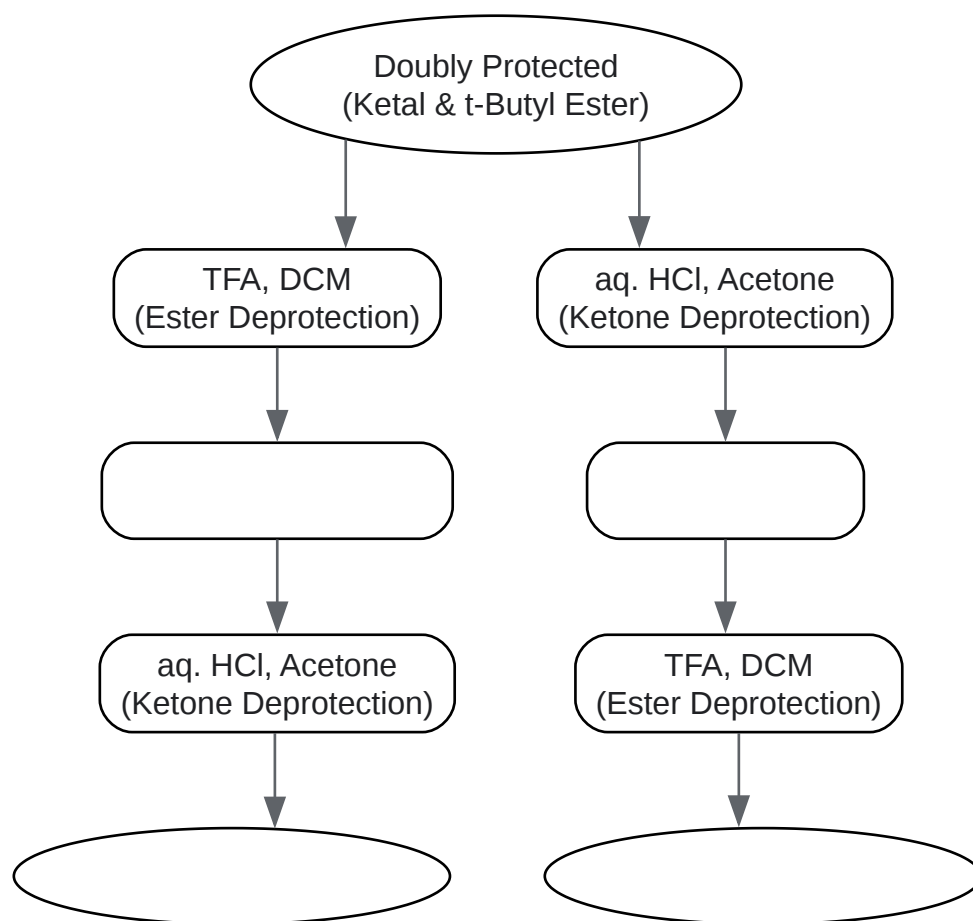 Doubly Protected
(Ketal & t-Butyl Ester)
TFA, DCM
(Ester Deprotection)
aq. HCl, Acetone
(Ketone Deprotection)
aq. HCl, Acetone
(Ketone Deprotection)
TFA, DCM
(Ester Deprotection)